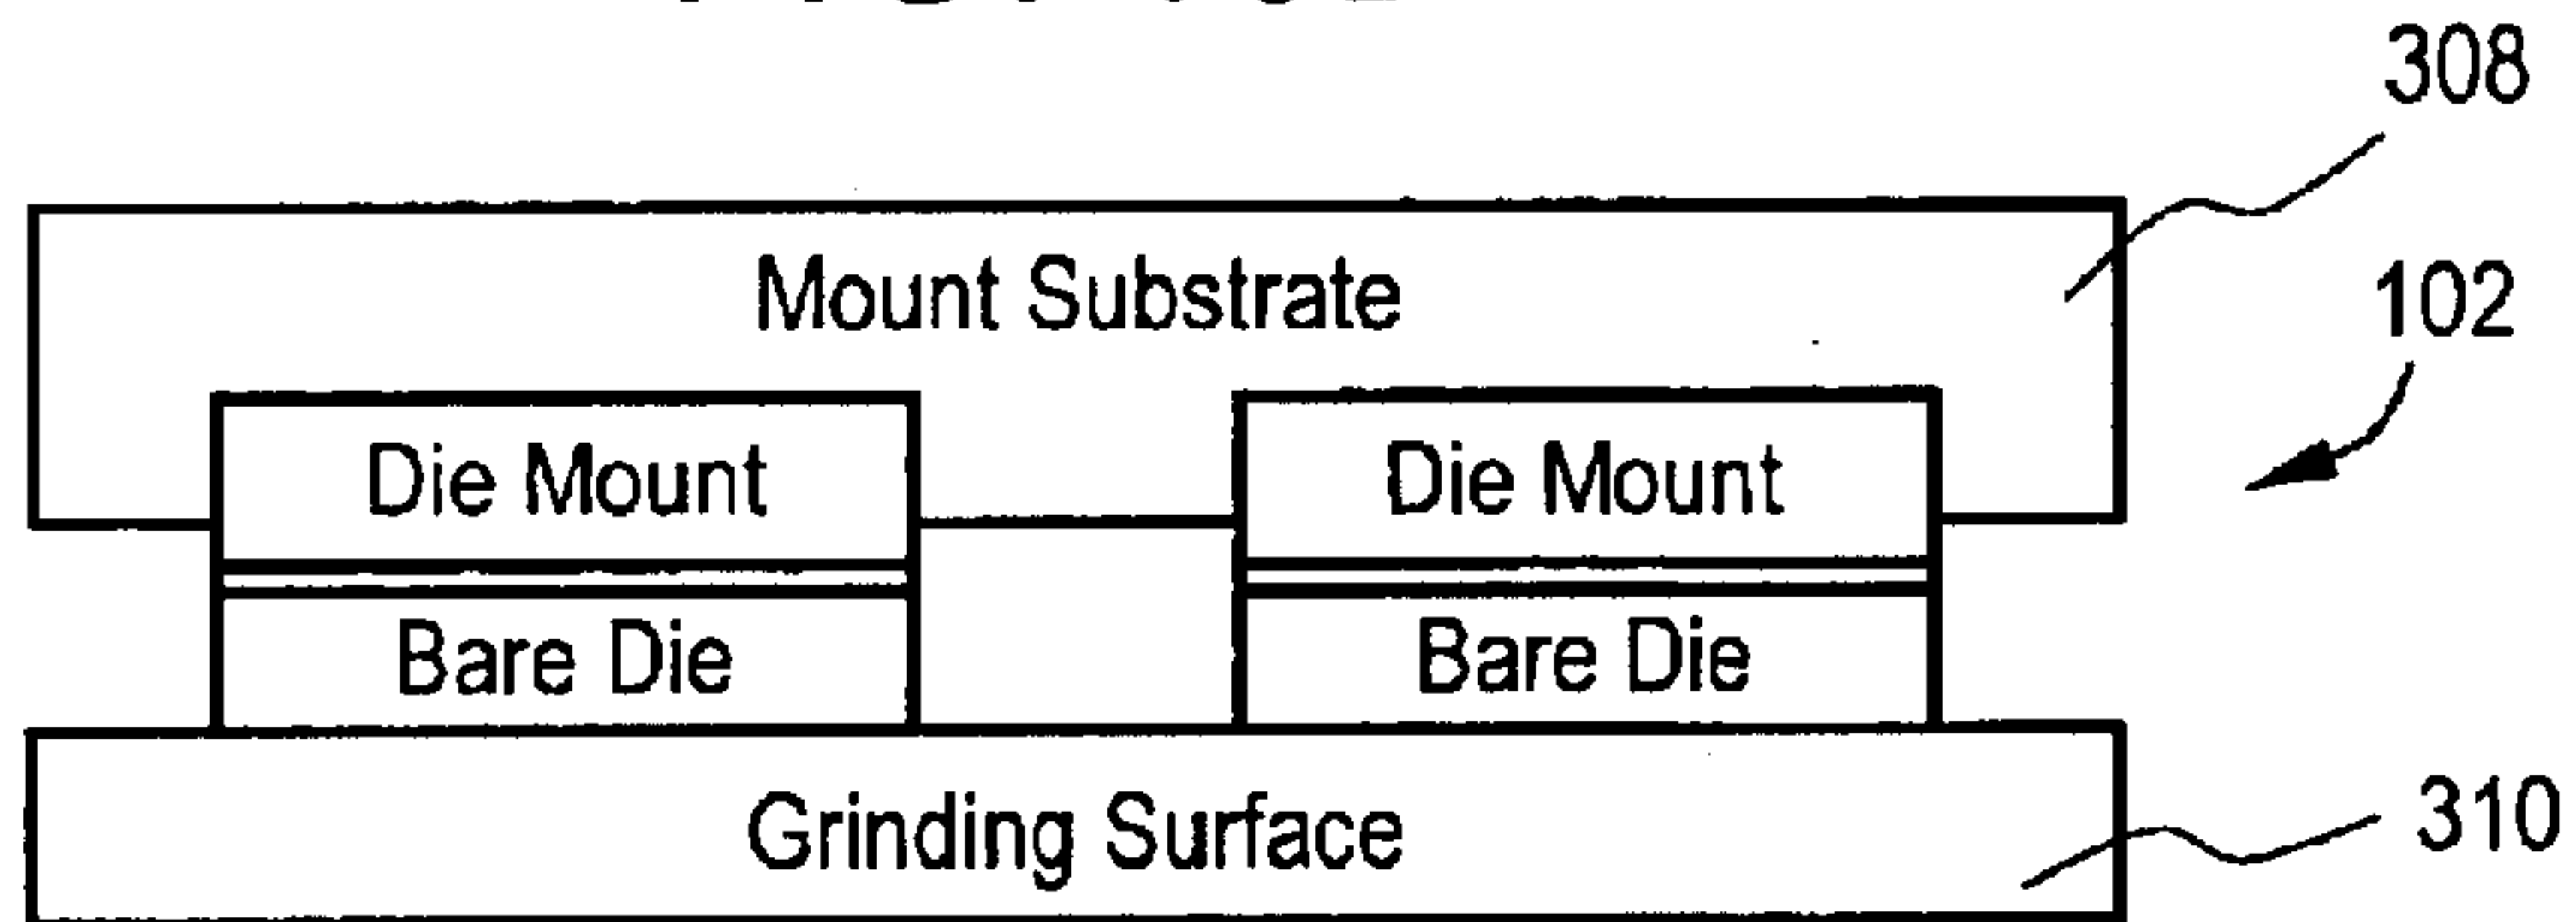 308
Mount Substrate
102
Die Mount Die Mount
Bare Die Bare Die
Grinding Surface
310